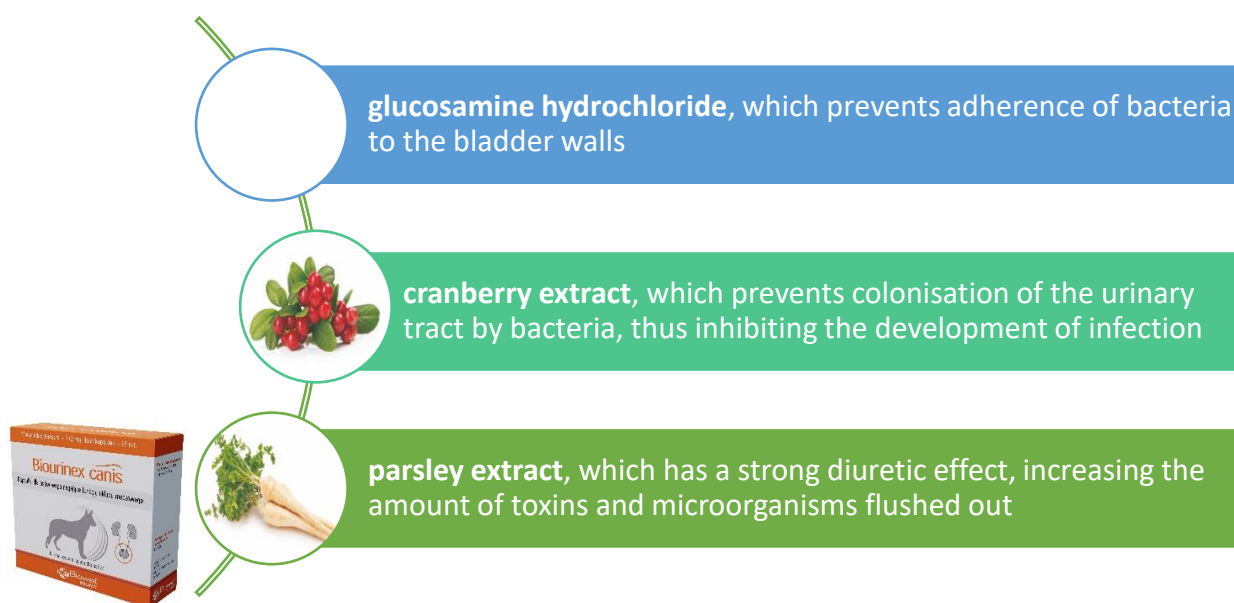 glucosamine hydrochloride, which prevents adherence of bacteria
to the bladder walls
cranberry extract, which prevents colonisation of the urinary
tract by bacteria, thus inhibiting the development of infection
parsley extract, which has a strong diuretic effect, increasing the
amount of toxins and microorganisms flushed out
Biourinex canis